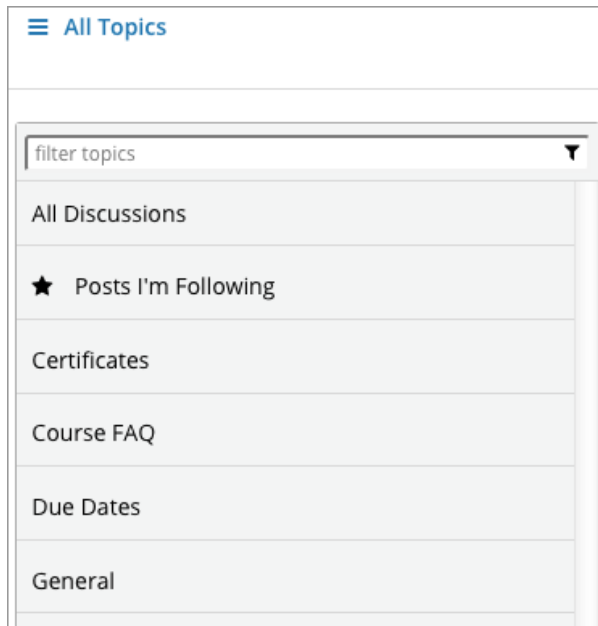 All Topics
filter topics
All Discussions
Posts I'm Following
Certificates
Course FAQ
Due Dates
General